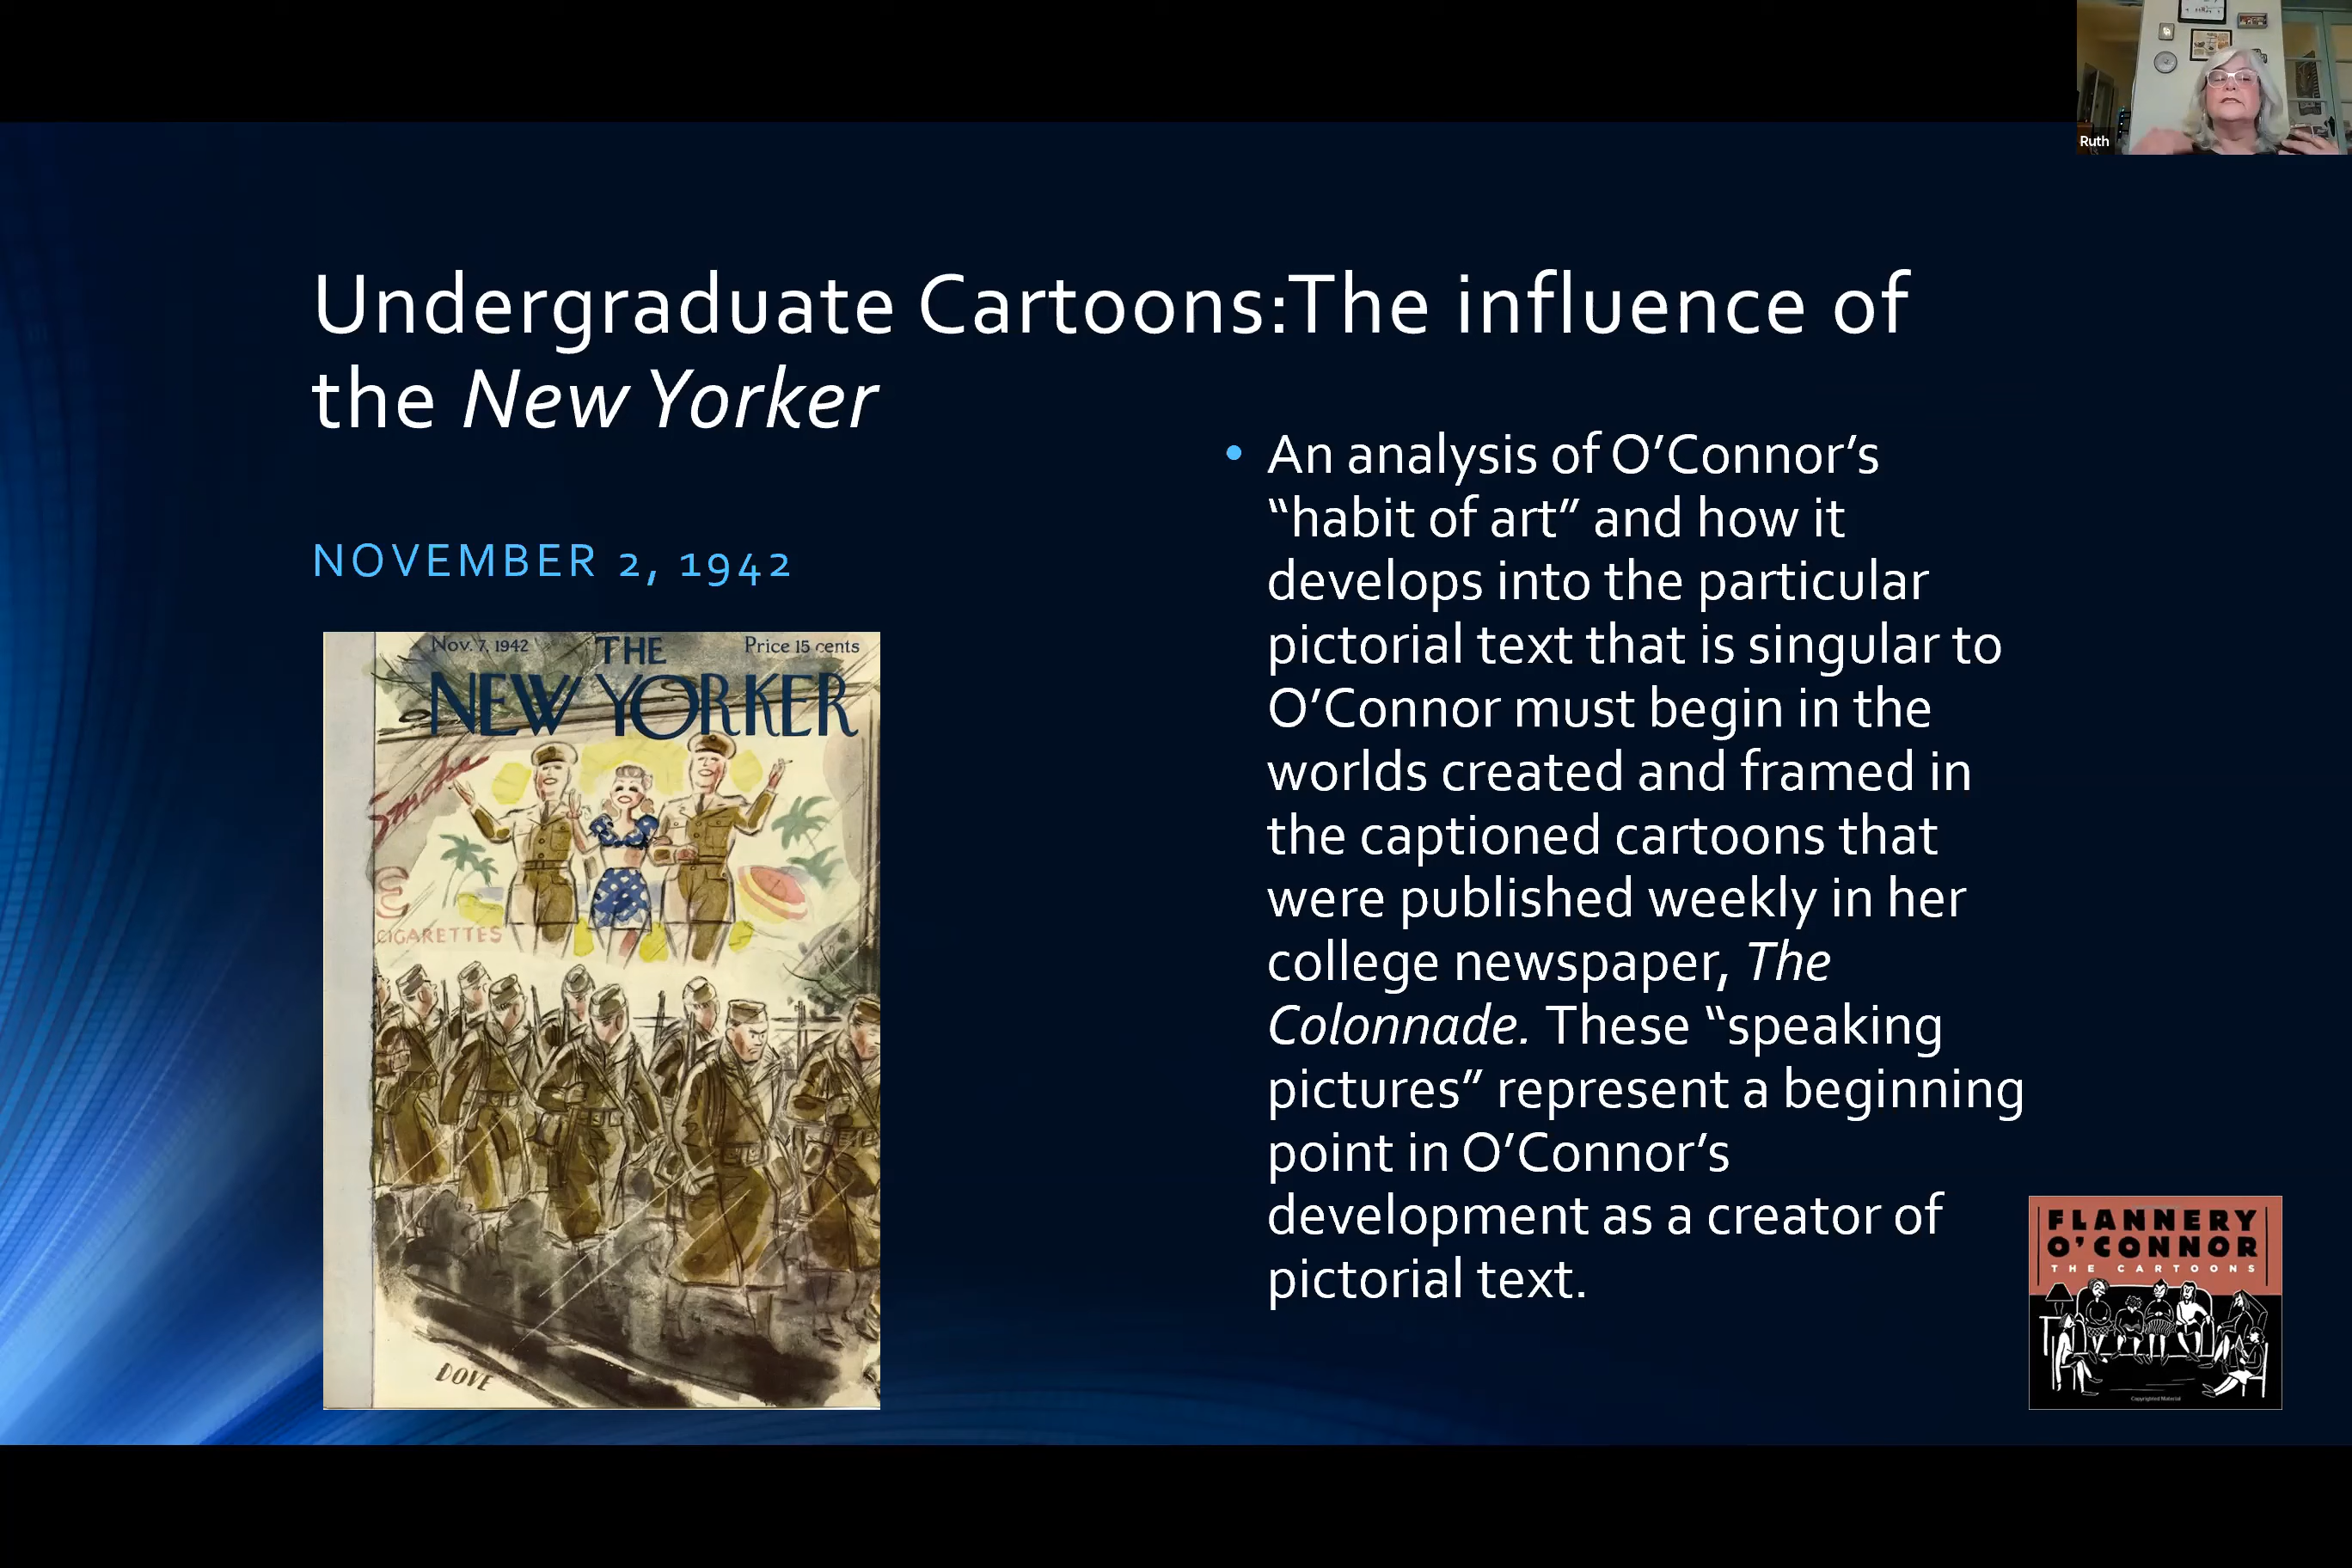 Ruth
Undergraduate Cartoons:The influence of
the New Yorker
NOVEMBER 2, 1942
Nov. 7, 1942
THE
Price 15 cents
NEW YORKER
Smoke
CIGARETTES
DOVE
• An analysis of O’Connor’s
“habit of art” and how it
develops into the particular
pictorial text that is singular to
O’Connor must begin in the
worlds created and framed in
the captioned cartoons that
were published weekly in her
college newspaper, The
Colonnade. These “speaking
pictures” represent a beginning
point in O’Connor’s
development as a creator of
pictorial text.
FLANNERY
O’CONNOR
THE CARTOONS
Copyrighted Material